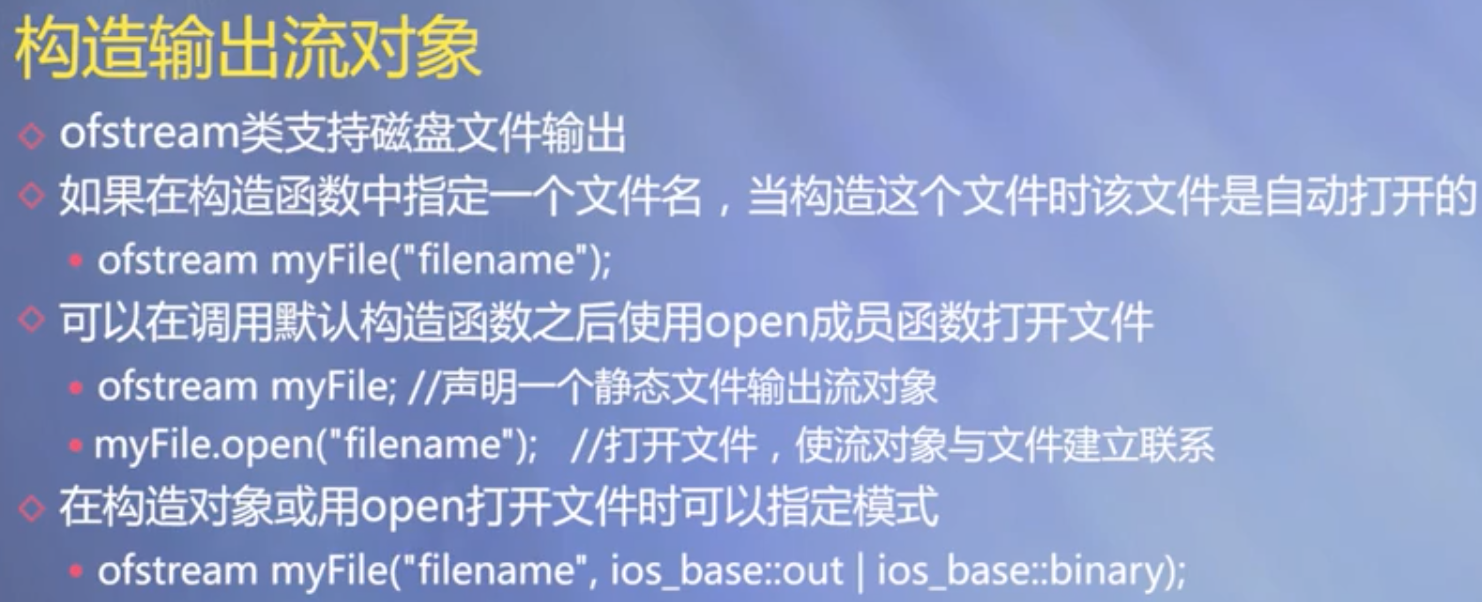 构造输出流对象
ofstream类支持磁盘文件输出
如果在构造函数中指定一个文件名，当构造这个文件时该文件是自动打开的
ofstream myFile("filename");
可以在调用默认构造函数之后使用open成员函数打开文件
ofstream myFile; //声明一个静态文件输出流对象
myFile.open("filename"); //打开文件，使流对象与文件建立联系
在构造对象或用open打开文件时可以指定模式
ofstream myFile("filename", ios_base::out | ios_base::binary);